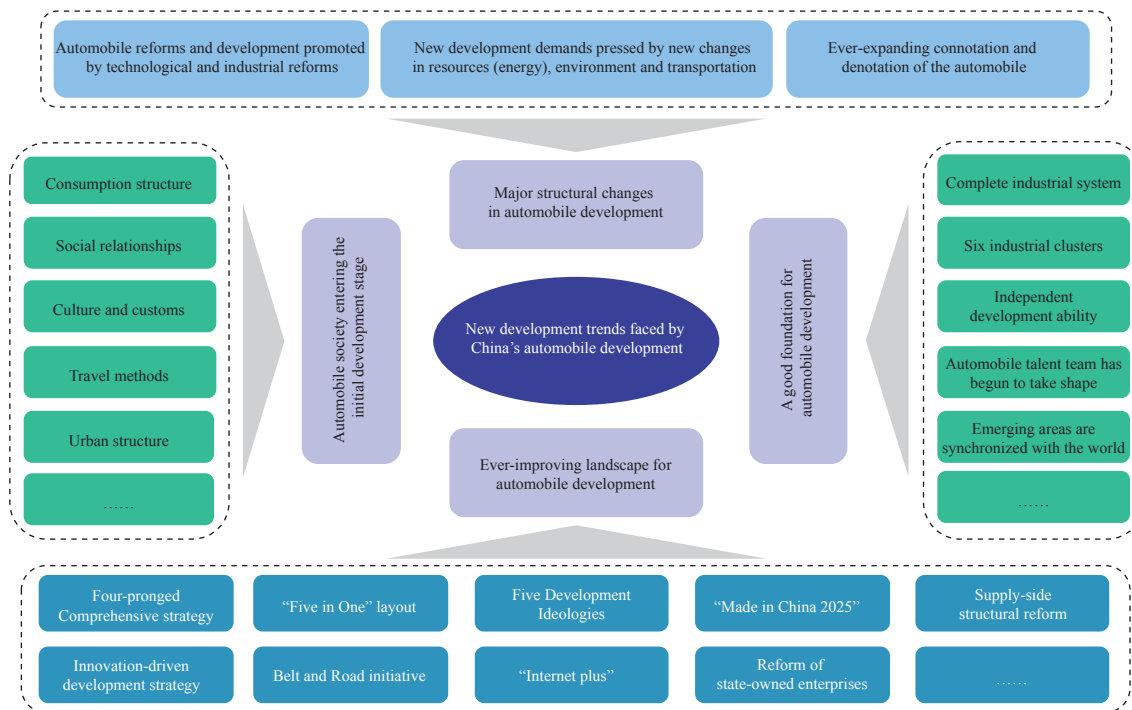 Automobile reforms and development promoted
by technological and industrial reforms
New development demands pressed by new changes
in resources (energy), environment and transportation
Ever-expanding connotation and
denotation of the automobile
Consumption structure
Social relationships
Culture and customs
Travel methods
Urban structure
……
Automobile society entering the
initial development stage
Major structural changes
in automobile development
New development trends faced by
China’s automobile development
Ever-improving landscape for
automobile development
A good foundation for
automobile development
Complete industrial system
Six industrial clusters
Independent
development ability
Automobile talent team has
begun to take shape
Emerging areas are
synchronized with the world
……
Four-pronged
Comprehensive strategy
“Five in One” layout
Five Development
Ideologies
“Made in China 2025”
Supply-side
structural reform
Innovation-driven
development strategy
Belt and Road initiative
“Internet plus”
Reform of
state-owned enterprises
……